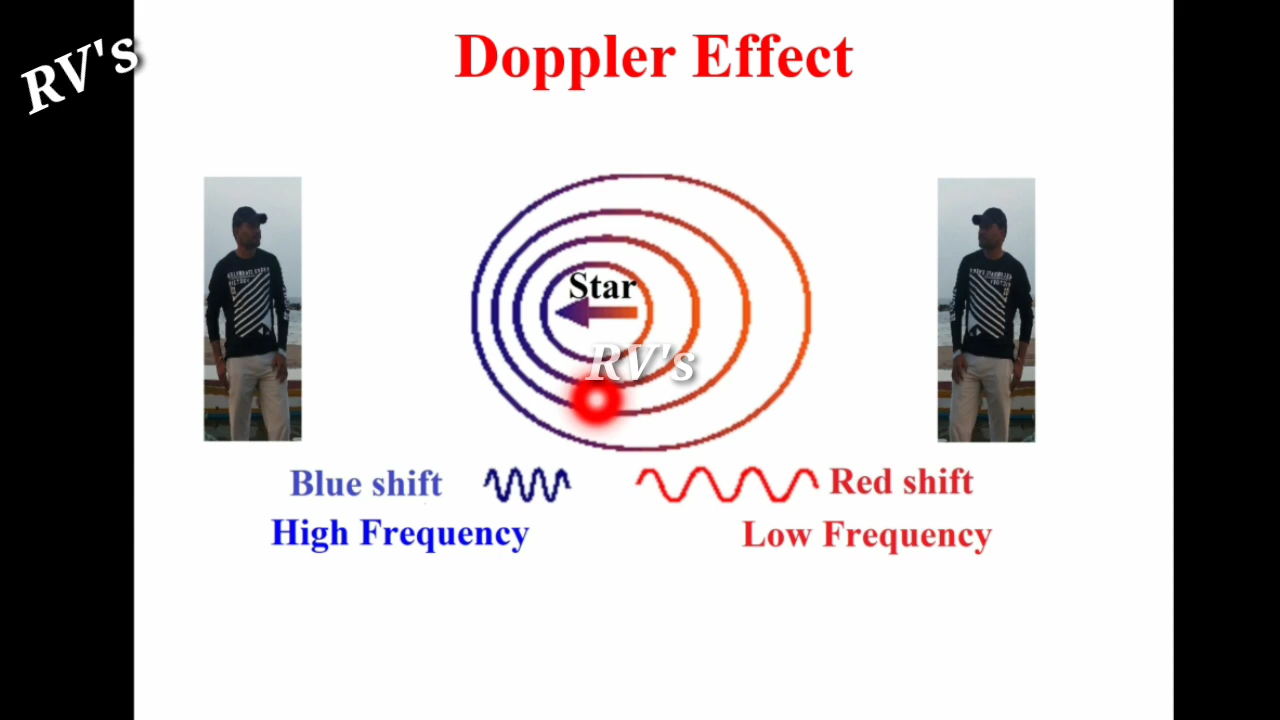 RV's
Doppler Effect
Star
RV's
Blue shift
Red shift
High Frequency
Low Frequency